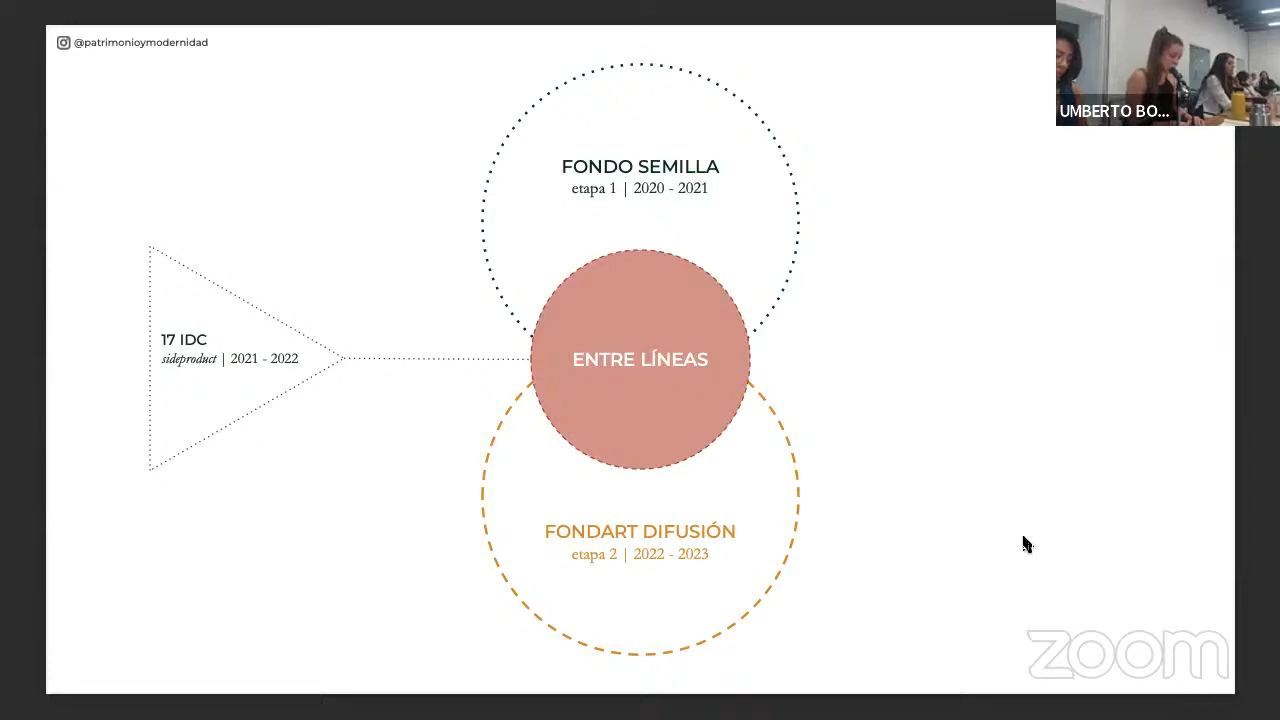 @patrimonioymodernidad
UMBERTO BO...
FONDO SEMILLA
etapa 1 | 2020 - 2021
17 IDC
sideproduct | 2021 - 2022
ENTRE LÍNEAS
FONDART DIFUSIÓN
etapa 2 | 2022 - 2023
zoom